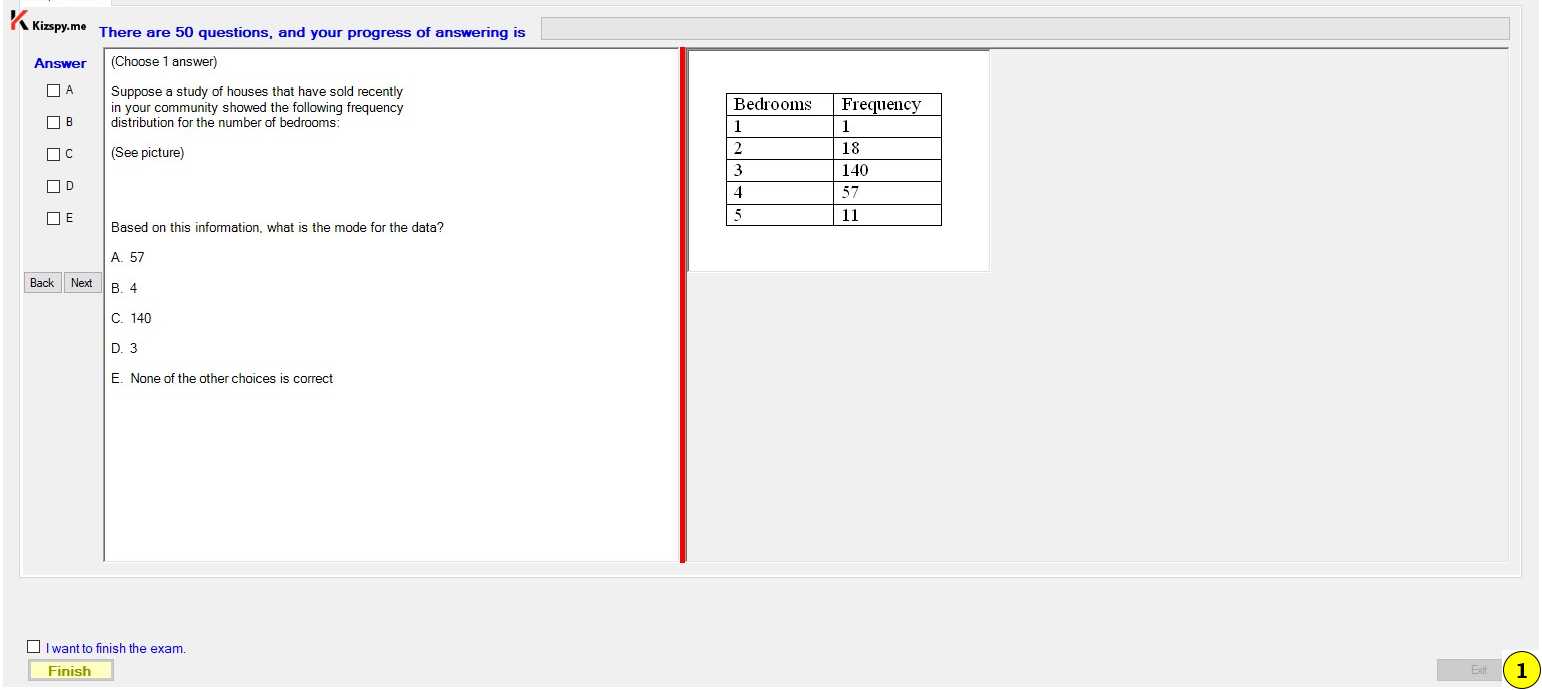 Kizspy.me
There are 50 questions, and your progress of answering is
Answer
A
B
C
D
E
Back Next
(Choose 1 answer)
Suppose a study of houses that have sold recently
in your community showed the following frequency
distribution for the number of bedrooms:
(See picture)
Based on this information, what is the mode for the data?
A. 57
B. 4
C. 140
D. 3
E. None of the other choices is correct
Bedrooms Frequency
1 1
2 18
3 140
4 57
5 11
I want to finish the exam.
Finish
Exit
1